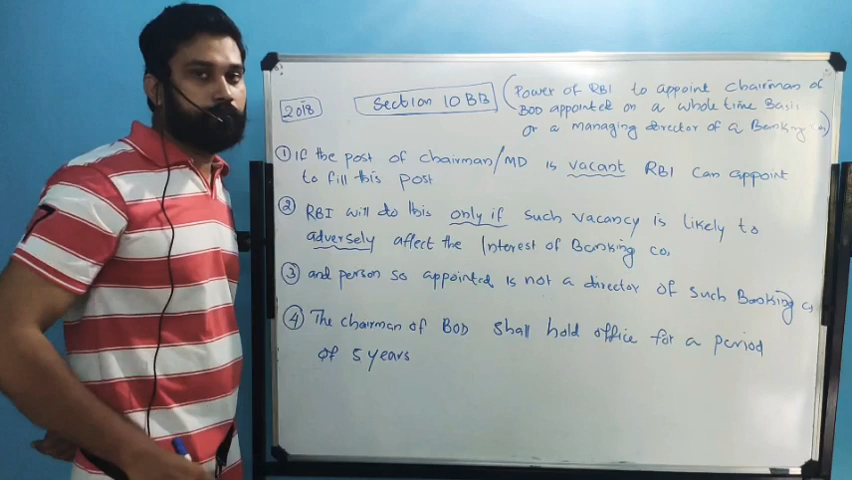 2018
Section 10BB
(Power of RBI to appoint chairman of
BOD appointed on a whole time Basis
or a managing director of a Banking co)
① If the post of chairman/MD is vacant RBI can appoint
to fill this post
② RBI will do this only if such vacancy is likely to
adversely affect the Interest of Banking co,
③ and person so appointed is not a director of such Banking co
④ The chairman of BOD shall hold office for a period
of 5 years